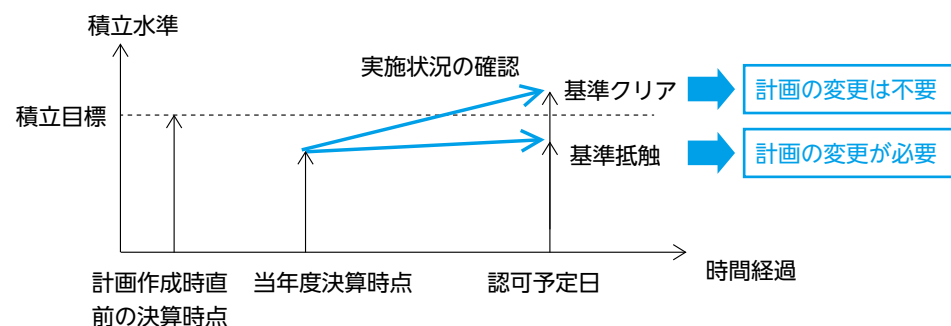 積立水準
実施状況の確認
基準クリア
計画の変更は不要
積立目標
基準抵触
計画の変更が必要
時間経過
計画作成時直
前の決算時点
当年度決算時点
認可予定日